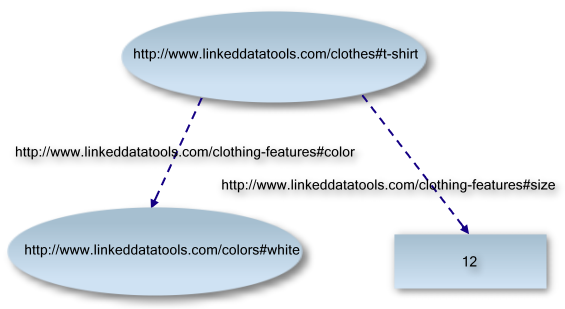 http://www.linkeddatatools.com/clothes#t-shirt
http://www.linkeddatatools.com/clothing-features#color
http://www.linkeddatatools.com/clothing-features#size
http://www.linkeddatatools.com/colors#white
12